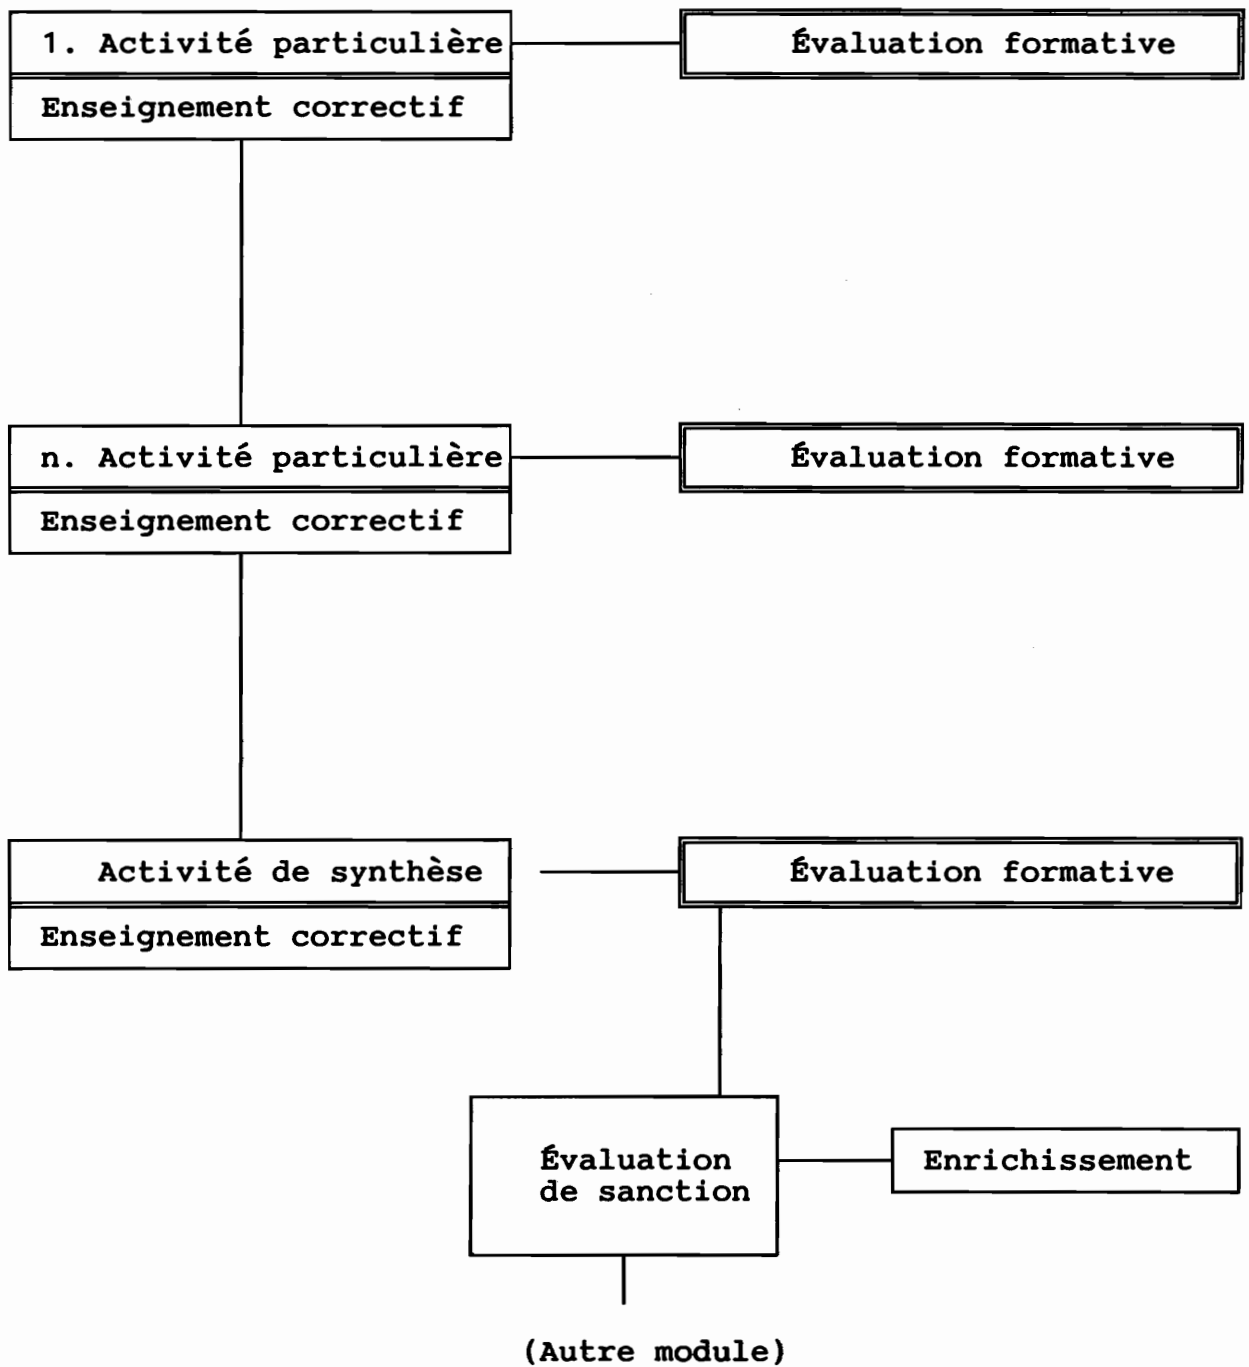 1. Activité particulière
Évaluation formative
Enseignement correctif
n. Activité particulière
Évaluation formative
Enseignement correctif
Activité de synthèse
Évaluation formative
Enseignement correctif
Évaluation
de sanction
Enrichissement
(Autre module)